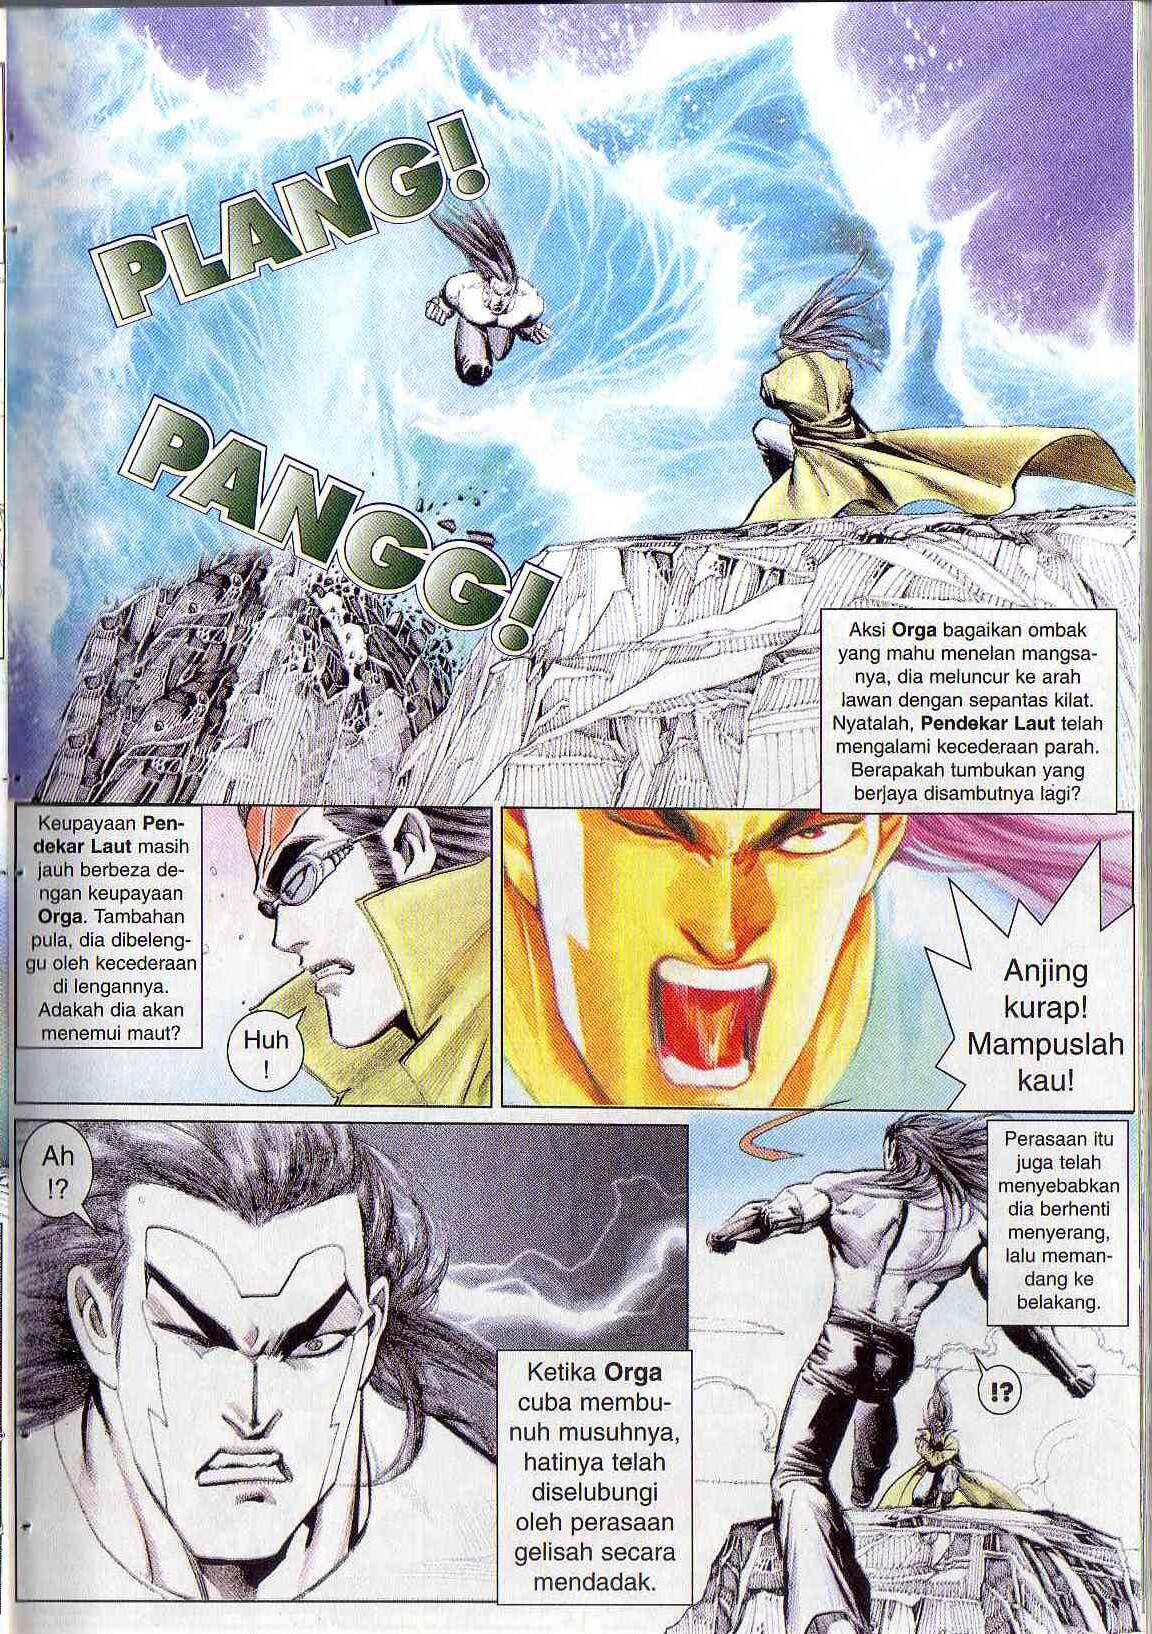 PLANG!
PANGG!
Aksi Orga bagaikan ombak
yang mahu menelan mangsa-
nya, dia meluncur ke arah
lawan dengan sepantas kilat.
Nyatalah, Pendekar Laut telah
mengalami kecederaan parah.
Berapakah tumbukan yang
berjaya disambutnya lagi?
Keupayaan Pen-
dekar Laut masih
jauh berbeza de-
ngan keupayaan
Orga. Tambahan
pula, dia dibeleng-
gu oleh kecederaan
di lengannya.
Adakah dia akan
menemui maut?
Huh
!
Anjing
kurap!
Mampuslah
kau!
Ah
!?
Ketika Orga
cuba membu-
nuh musuhnya,
hatinya telah
diselubungi
oleh perasaan
gelisah secara
mendadak.
Perasaan itu
juga telah
menyebabkan
dia berhenti
menyerang,
lalu meman-
dang ke
belakang.
!?